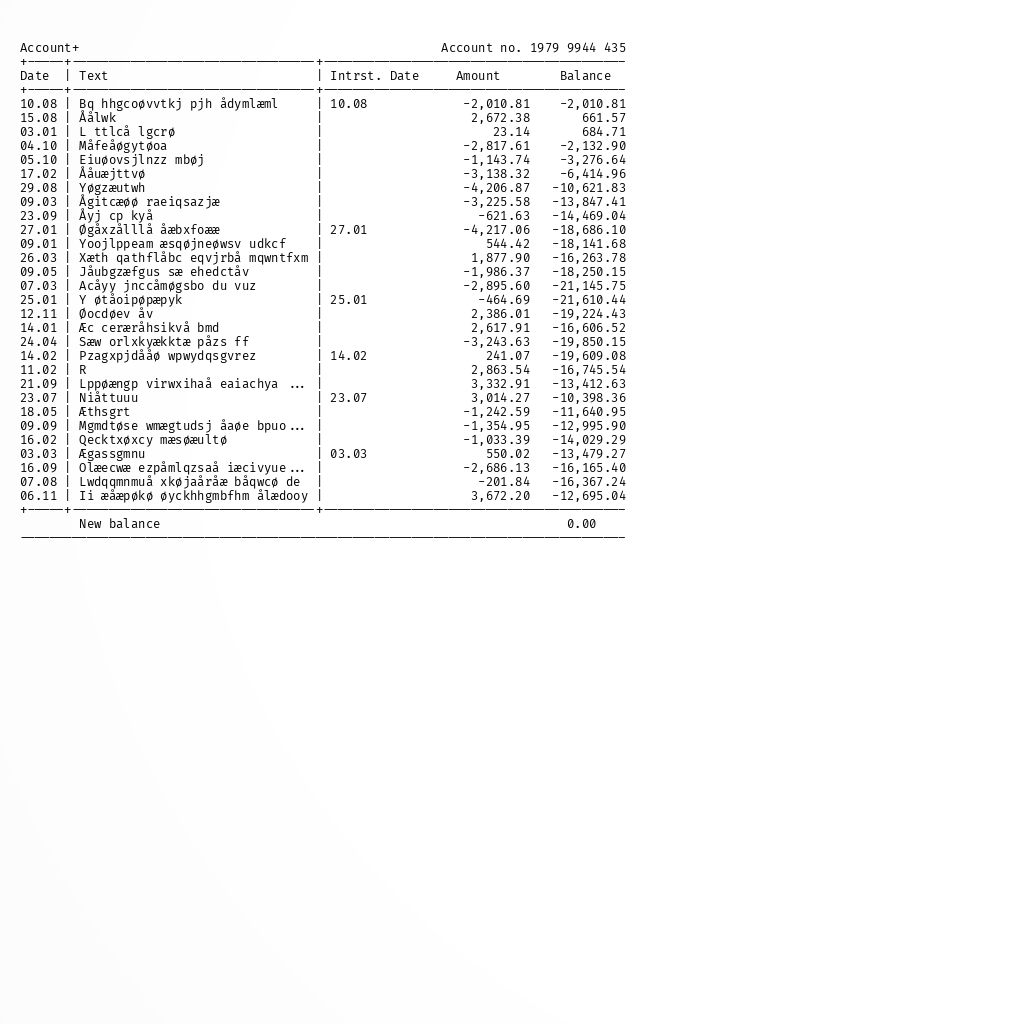 Account+ Account no. 1979 9944 435
+-----+---------------------------------+-----------------------------------------
Date | Text | Intrst. Date Amount Balance
+-----+---------------------------------+-----------------------------------------
10.08 | Bq hhgcoøvvtkj pjh ådymlæml | 10.08 -2,010.81 -2,010.81
15.08 | Åålwk | 2,672.38 661.57
03.01 | L ttlcå lgcrø | 23.14 684.71
04.10 | Måfeåøgytøoa | -2,817.61 -2,132.90
05.10 | Eiuøovsjlnzz mbøj | -1,143.74 -3,276.64
17.02 | Ååuæjttvø | -3,138.32 -6,414.96
29.08 | Yøgzæutwh | -4,206.87 -10,621.83
09.03 | Ågitcæøø raeiqsazjæ | -3,225.58 -13,847.41
23.09 | Åyj cp kyå | -621.63 -14,469.04
27.01 | Øgåxzålllå åæbxfoææ | 27.01 -4,217.06 -18,686.10
09.01 | Yoojlppeam æsqøjneøwsv udkcf | 544.42 -18,141.68
26.03 | Xæth qathflåbc eqvjrbå mqwntfxm | 1,877.90 -16,263.78
09.05 | Jåubgzæfgus sæ ehedctåv | -1,986.37 -18,250.15
07.03 | Acåyy jnccåmøgsbo du vuz | -2,895.60 -21,145.75
25.01 | Y øtåoipøpæpyk | 25.01 -464.69 -21,610.44
12.11 | Øocdøev åv | 2,386.01 -19,224.43
14.01 | Æc ceræråhsikvå bmd | 2,617.91 -16,606.52
24.04 | Sæw orlxkyækktæ påzs ff | -3,243.63 -19,850.15
14.02 | Pzagxpjdååø wpwydqsgvrez | 14.02 241.07 -19,609.08
11.02 | R | 2,863.54 -16,745.54
21.09 | Lppøængp virwxihaå eaiachya ... | 3,332.91 -13,412.63
23.07 | Niåttuuu | 23.07 3,014.27 -10,398.36
18.05 | Æthsgrt | -1,242.59 -11,640.95
09.09 | Mgmdtøse wmægtudsj åaøe bpuo... | -1,354.95 -12,995.90
16.02 | Qecktxøxcy mæsøæultø | -1,033.39 -14,029.29
03.03 | Ægassgmnu | 03.03 550.02 -13,479.27
16.09 | Olæecwæ ezpåmlqzsaå iæcivyue... | -2,686.13 -16,165.40
07.08 | Lwdqqmnmuå xkøjaåråæ båqwcø de | -201.84 -16,367.24
06.11 | Ii æåæpøkø øyckhhgmbfhm ålædooy | 3,672.20 -12,695.04
+-----+---------------------------------+-----------------------------------------
New balance 0.00
----------------------------------------------------------------------------------